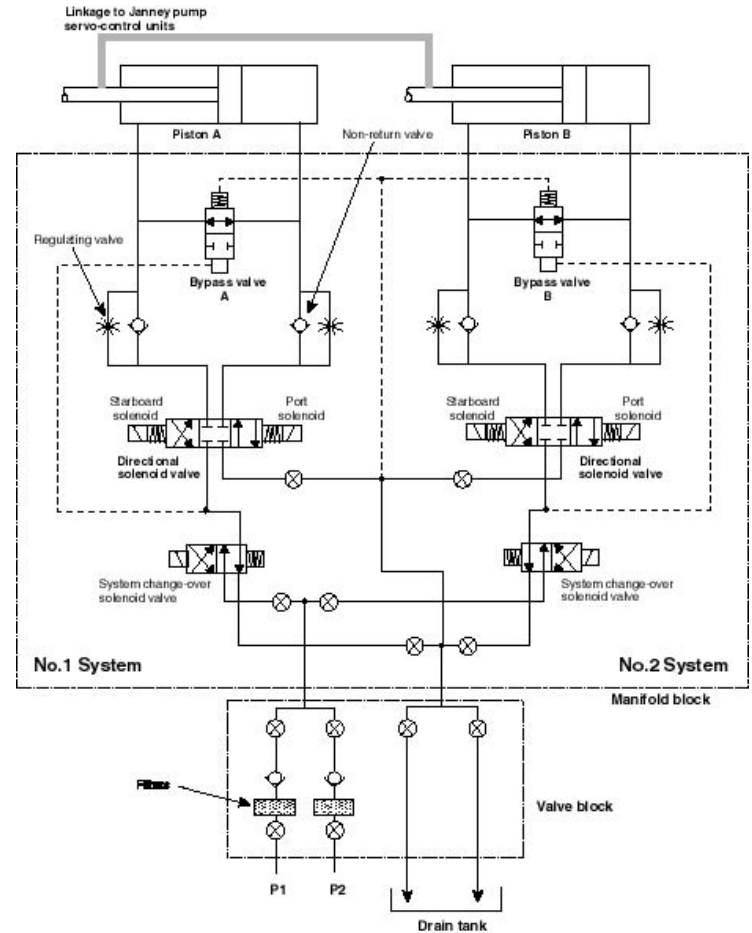 Linkage to Janney pump
servo-control units
Piston A
Non-return valve
Piston B
Regulating valve
Bypass valve
A
Bypass valve
B
Starboard
solenoid
Port
solenoid
Starboard
solenoid
Port
solenoid
Directional
solenoid valve
Directional
solenoid valve
System change-over
solenoid valve
System change-over
solenoid valve
No.1 System
No.2 System
Manifold block
Filters
Valve block
P1
P2
Drain tank